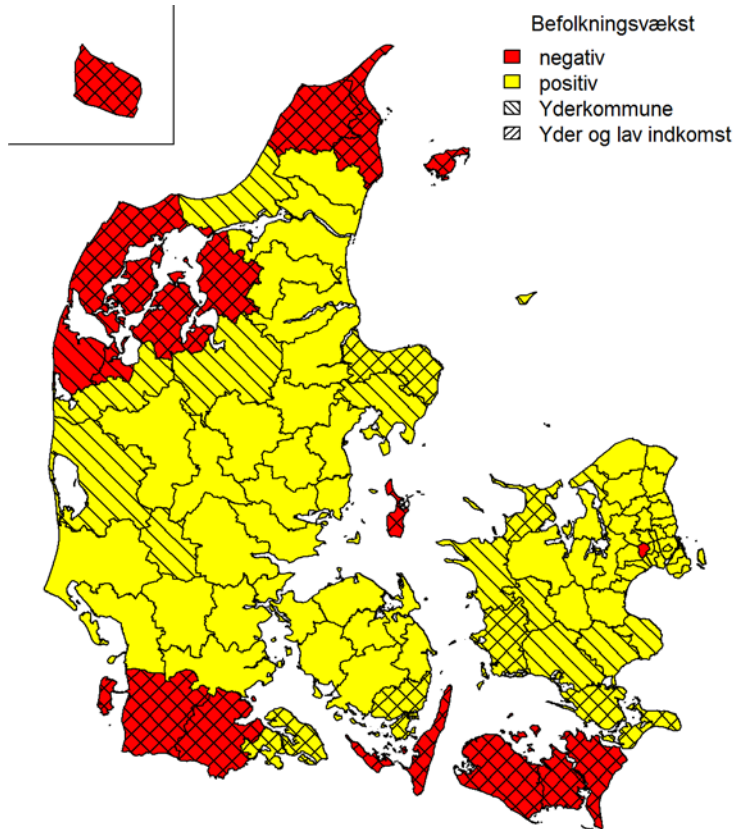 Befolkningsvækst
negativ
positiv
Yderkommune
Yder og lav indkomst